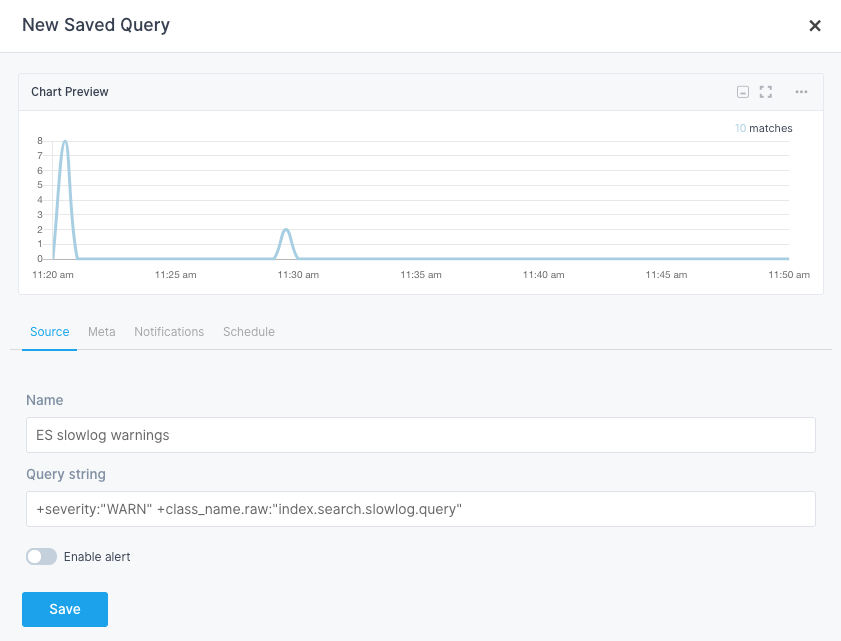 New Saved Query
Chart Preview
10 matches
8
7
6
5
4
3
2
1
0
11:20 am 11:25 am 11:30 am 11:35 am 11:40 am 11:45 am 11:50 am
Source Meta Notifications Schedule
Name
ES slowlog warnings
Query string
+severity:"WARN" +class_name.raw:"index.search.slowlog.query"
Enable alert
Save